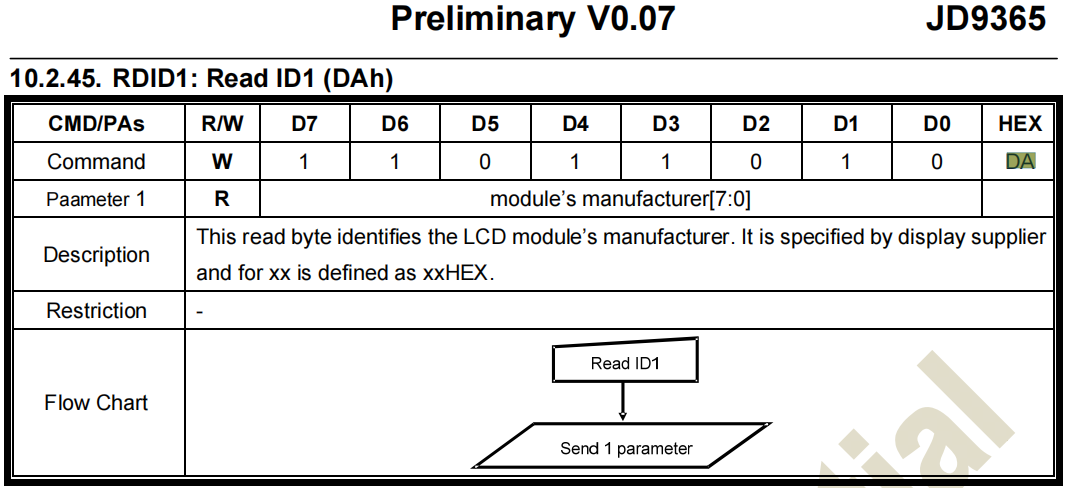 Preliminary V0.07 JD9365
10.2.45. RDID1: Read ID1 (DAh)
CMD/PAs R/W D7 D6 D5 D4 D3 D2 D1 D0 HEX
Command W 1 1 0 1 1 0 1 0 DA
Paameter 1 R module's manufacturer[7:0]
Description This read byte identifies the LCD module's manufacturer. It is specified by display supplier
and for xx is defined as xxHEX.
Restriction -
Flow Chart
Read ID1
Send 1 parameter